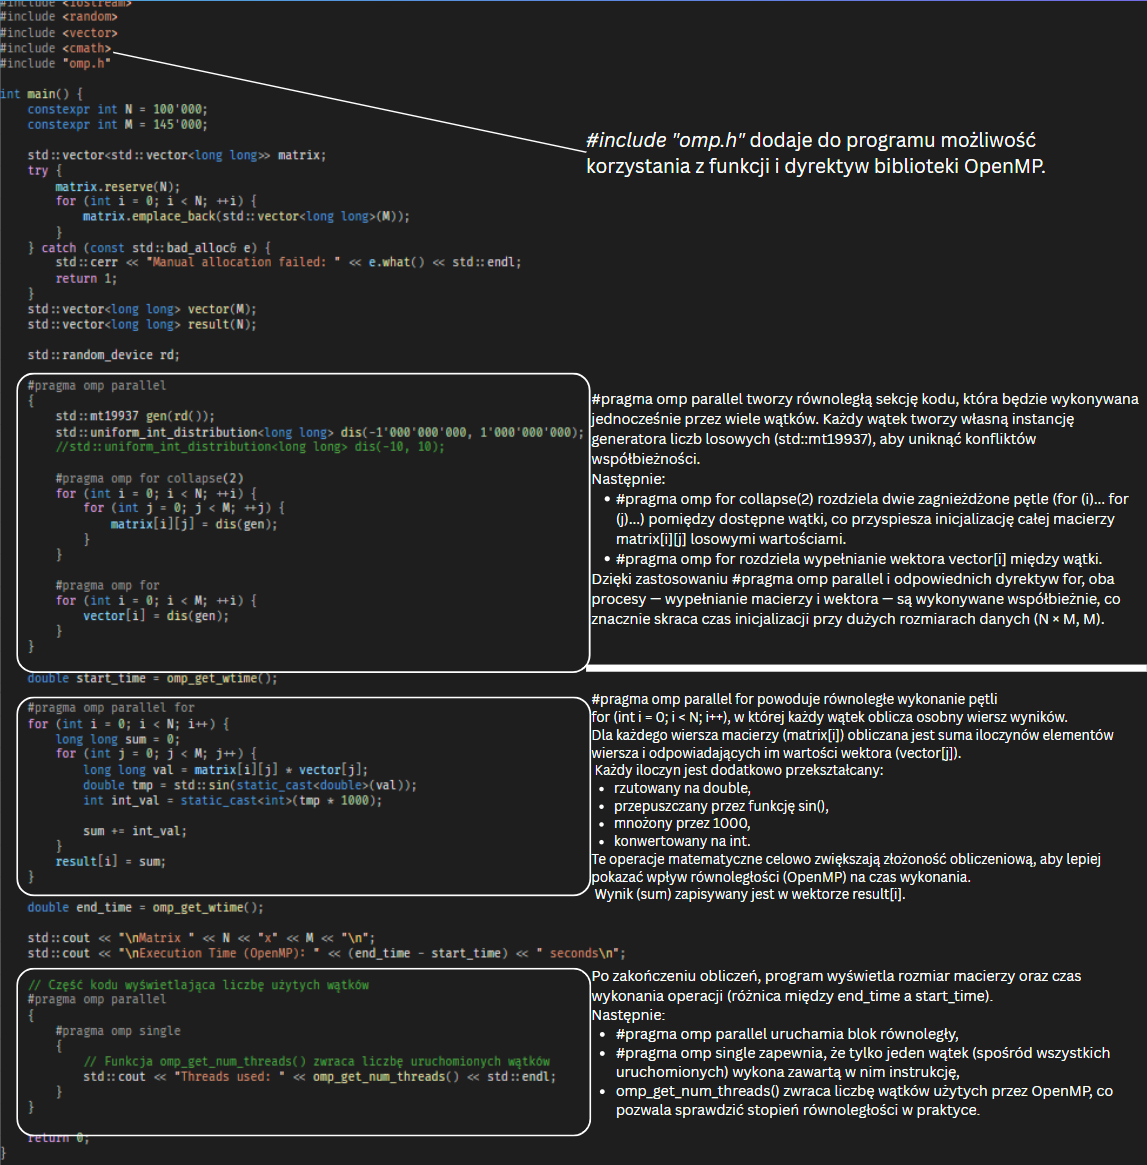 #include <iostream>
#include <random>
#include <vector>
#include <cmath>
#include "omp.h"
int main() {
constexpr int N = 100'000;
constexpr int M = 145'000;
#include "omp.h" dodaje do programu możliwość
korzystania z funkcji i dyrektyw biblioteki OpenMP.
std::vector<std::vector<long long>> matrix;
try {
matrix.reserve(N);
for (int i = 0; i < N; ++i) {
matrix.emplace_back(std::vector<long long>(M));
}
} catch (const std::bad_alloc& e) {
std::cerr << "Manual allocation failed: " << e.what() << std::endl;
return 1;
}
std::vector<long long> vector(M);
std::vector<long long> result(N);
std::random_device rd;
#pragma omp parallel
{
std::mt19937 gen(rd());
std::uniform_int_distribution<long long> dis(-1'000'000'000, 1'000'000'000);
//std::uniform_int_distribution<long long> dis(-10, 10);
#pragma omp for collapse(2)
for (int i = 0; i < N; ++i) {
for (int j = 0; j < M; ++j) {
matrix[i][j] = dis(gen);
}
}
#pragma omp for
for (int i = 0; i < M; ++i) {
vector[i] = dis(gen);
}
}
#pragma omp parallel tworzy równoległą sekcję kodu, która będzie wykonywana
jednocześnie przez wiele wątków. Każdy wątek tworzy własną instancję
generatora liczb losowych (std::mt19937), aby uniknąć konfliktów
współbieżności.
Następnie:
• #pragma omp for collapse(2) rozdziela dwie zagnieżdżone pętle (for (i)... for
(j)...) pomiędzy dostępne wątki, co przyspiesza inicjalizację całej macierzy
matrix[i][j] losowymi wartościami.
• #pragma omp for rozdziela wypełnianie wektora vector[i] między wątki.
Dzięki zastosowaniu #pragma omp parallel i odpowiednich dyrektyw for, oba
procesy — wypełnianie macierzy i wektora — są wykonywane współbieżnie, co
znacznie skraca czas inicjalizacji przy dużych rozmiarach danych (N × M, M).
double start_time = omp_get_wtime();
#pragma omp parallel for
for (int i = 0; i < N; i++) {
long long sum = 0;
for (int j = 0; j < M; j++) {
long long val = matrix[i][j] * vector[j];
double tmp = std::sin(static_cast<double>(val));
int int_val = static_cast<int>(tmp * 1000);
sum += int_val;
}
result[i] = sum;
}
#pragma omp parallel for powoduje równoległe wykonanie pętli
for (int i = 0; i < N; i++), w której każdy wątek oblicza osobny wiersz wyników.
Dla każdego wiersza macierzy (matrix[i]) obliczana jest suma iloczynów elementów
wiersza i odpowiadających im wartości wektora (vector[j]).
Każdy iloczyn jest dodatkowo przekształcany:
• rzutowany na double,
• przepuszczany przez funkcję sin(),
• mnożony przez 1000,
• konwertowany na int.
Te operacje matematyczne celowo zwiększają złożoność obliczeniową, aby lepiej
pokazać wpływ równoległości (OpenMP) na czas wykonania.
Wynik (sum) zapisywany jest w wektorze result[i].
double end_time = omp_get_wtime();
std::cout << "\nMatrix " << N << "x" << M << "\n";
std::cout << "\nExecution Time (OpenMP): " << (end_time - start_time) << " seconds\n";
// Część kodu wyświetlająca liczbę użytych wątków
#pragma omp parallel
{
#pragma omp single
{
// Funkcja omp_get_num_threads() zwraca liczbę uruchomionych wątków
std::cout << "Threads used: " << omp_get_num_threads() << std::endl;
}
}
Po zakończeniu obliczeń, program wyświetla rozmiar macierzy oraz czas
wykonania operacji (różnica między end_time a start_time).
Następnie:
• #pragma omp parallel uruchamia blok równoległy,
• #pragma omp single zapewnia, że tylko jeden wątek (spośród wszystkich
uruchomionych) wykona zawartą w nim instrukcję,
• omp_get_num_threads() zwraca liczbę wątków użytych przez OpenMP, co
pozwala sprawdzić stopień równoległości w praktyce.
return 0;
}